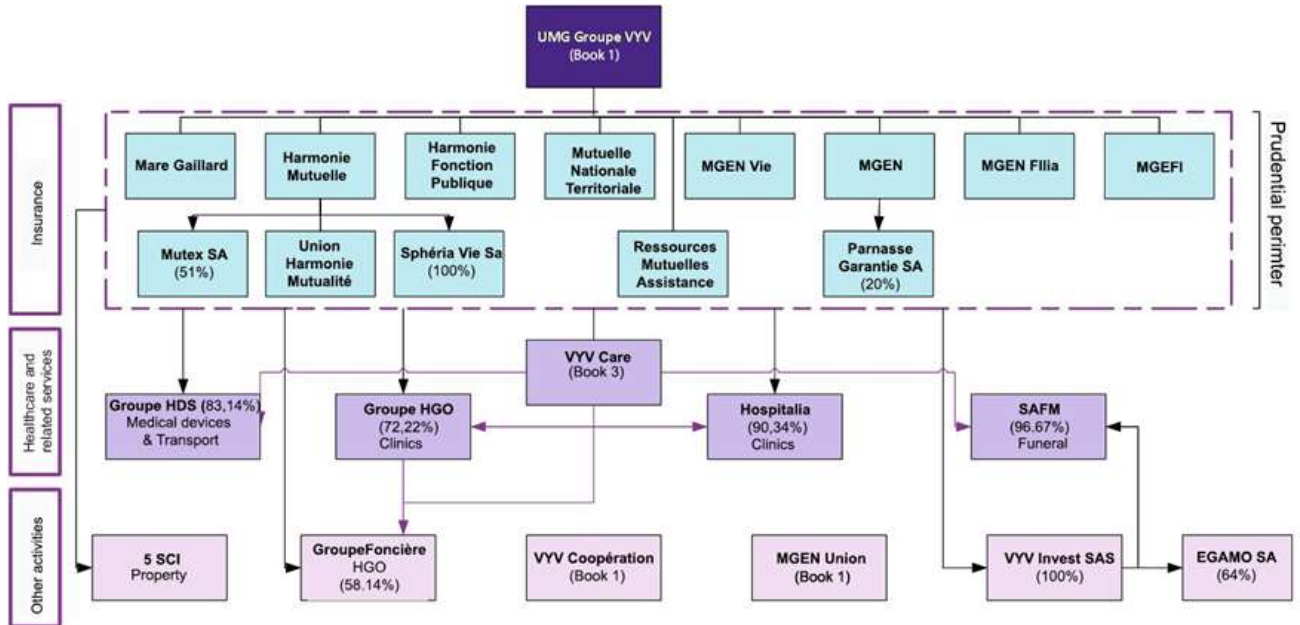 UMG Groupe VYV
(Book 1)
Insurance
Prudential perimter
Mare Gaillard
Harmonie
Mutuelle
Harmonie
Fonction
Publique
Mutuelle
Nationale
Territoriale
MGEN Vie
MGEN
MGEN FIlia
MGEFI
Mutex SA
(51%)
Union
Harmonie
Mutualité
Sphéria Vie Sa
(100%)
Ressources
Mutuelles
Assistance
Parnasse
Garantie SA
(20%)
Healthcare and
related services
VYV Care
(Book 3)
Groupe HDS (83,14%)
Medical devices
& Transport
Groupe HGO
(72,22%)
Clinics
Hospitalia
(90,34%)
Clinics
SAFM
(96.67%)
Funeral
Other activities
5 SCI
Property
GroupeFoncière
HGO
(58.14%)
VYV Coopération
(Book 1)
MGEN Union
(Book 1)
VYV Invest SAS
(100%)
EGAMO SA
(64%)